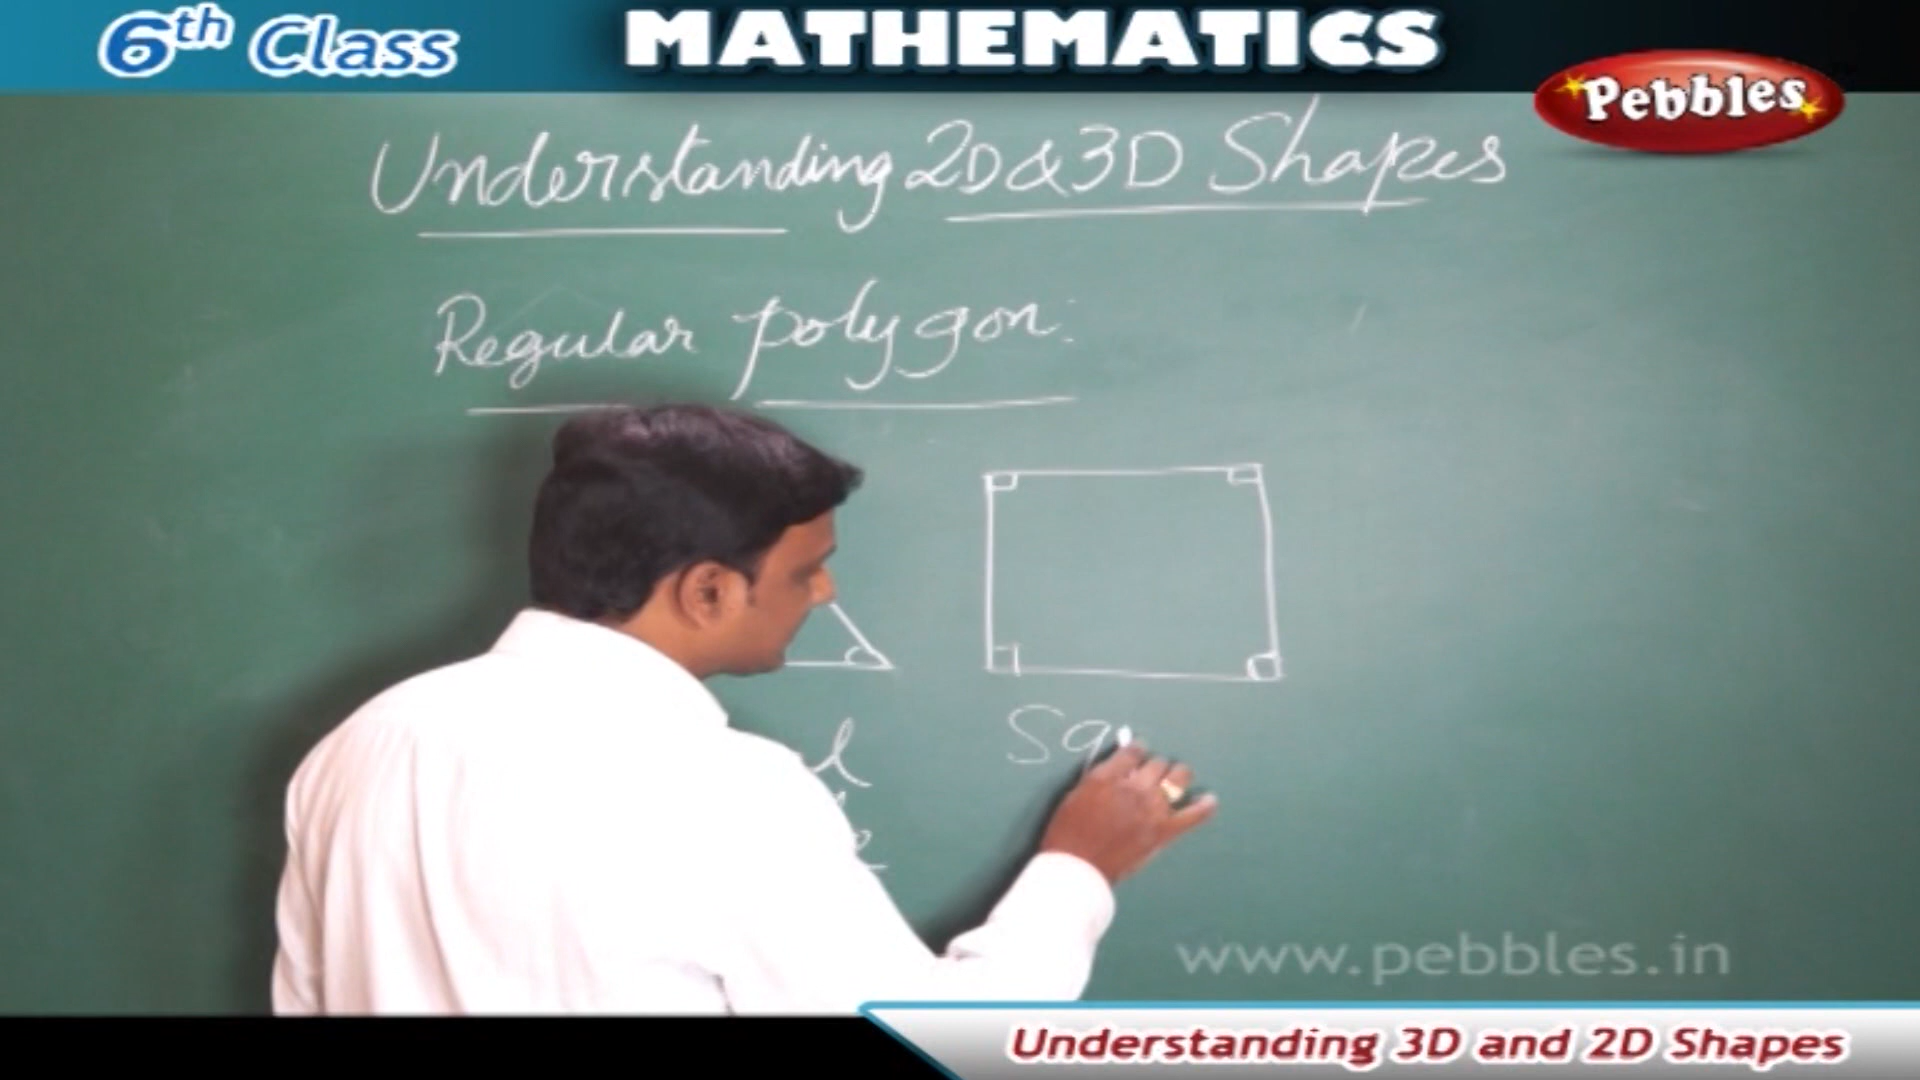 6th Class
MATHEMATICS
Pebbles
Understanding 2D & 3D Shapes
Regular polygon:
Sq
www.pebbles.in
Understanding 3D and 2D Shapes